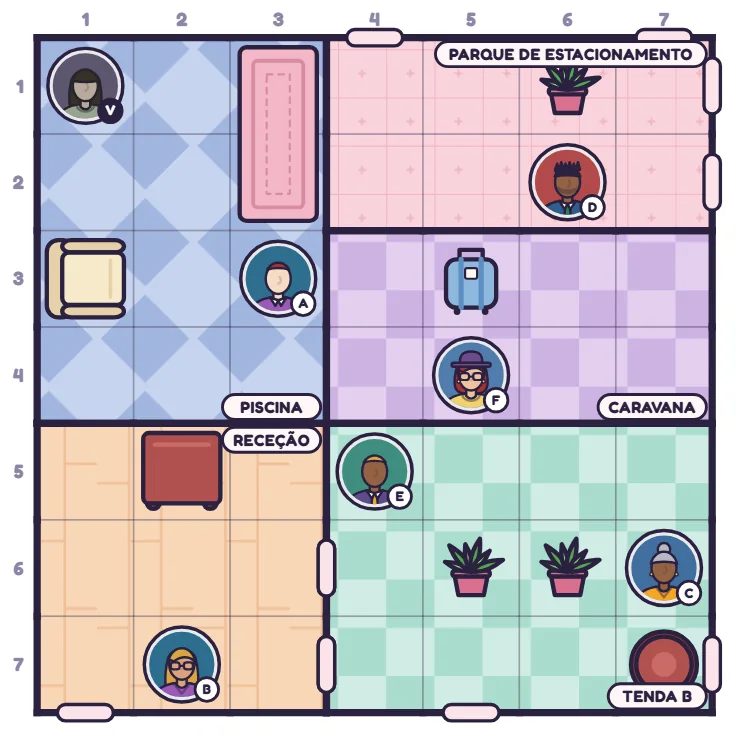 1 2 3 4 5 6 7
PARQUE DE ESTACIONAMENTO
1
V
2
D
3
A
4
F
PISCINA
CARAVANA
RECEÇÃO
5
E
6
C
7
B
TENDA B